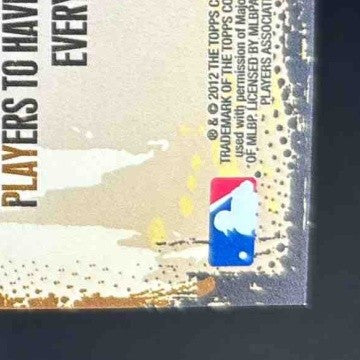 PLAYERS TO HAVE
EVERY
® & © 2012 THE TOPPS CO
TRADEMARK OF THE TOPPS CO
used with permission of Major
OF MLBP. LICENSED BY MLBPA
PLAYERS ASSOCIAT